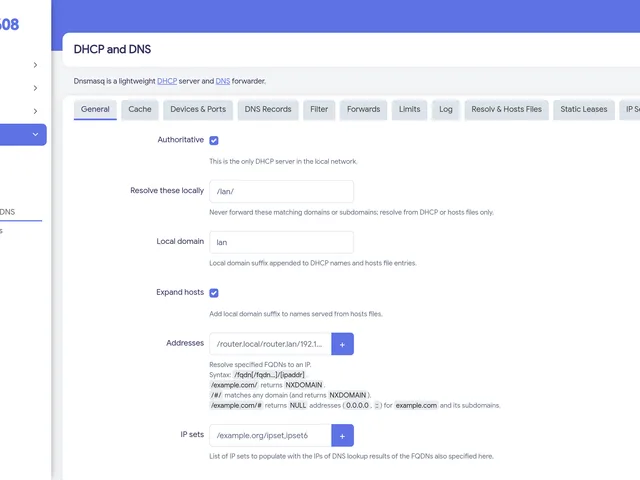 608
DHCP and DNS
Dnsmasq is a lightweight DHCP server and DNS forwarder.
General Cache Devices & Ports DNS Records Filter Forwards Limits Log Resolv & Hosts Files Static Leases IP S
Authoritative
This is the only DHCP server in the local network.
Resolve these locally /lan/
Never forward these matching domains or subdomains; resolve from DHCP or hosts files only.
DNS
s
Local domain lan
Local domain suffix appended to DHCP names and hosts file entries.
Expand hosts
Add local domain suffix to names served from hosts files.
Addresses /router.local/router.lan/192.1... +
Resolve specified FQDNs to an IP.
Syntax: /fqdn[/fqdn…]/[ipaddr] .
/example.com/ returns NXDOMAIN .
/#/ matches any domain (and returns NXDOMAIN ).
/example.com/# returns NULL addresses ( 0.0.0.0 , :: ) for example.com and its subdomains.
IP sets /example.org/ipset,ipset6 +
List of IP sets to populate with the IPs of DNS lookup results of the FQDNs also specified here.